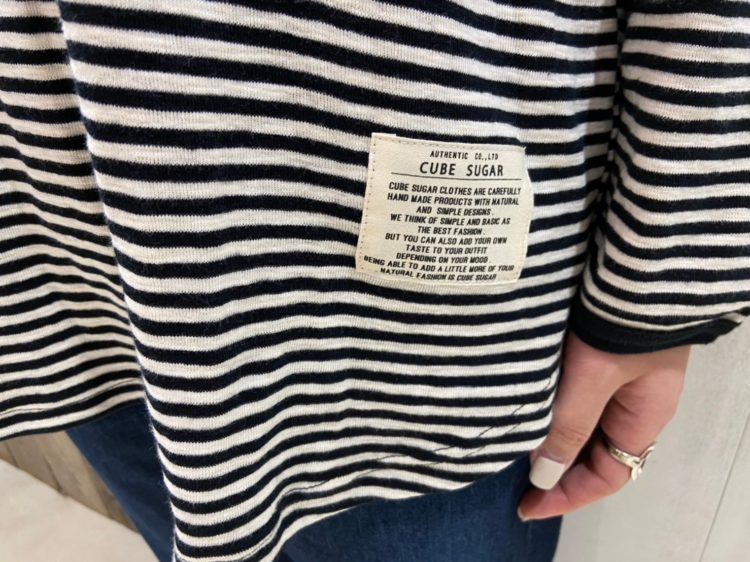 AUTHENTIC CO.,LTD
CUBE SUGAR
CUBE SUGAR CLOTHES ARE CAREFULLY
HAND MADE PRODUCTS WITH NATURAL
AND SIMPLE DESIGNS.
WE THINK OF SIMPLE AND BASIC AS
THE BEST FASHION.
BUT YOU CAN ALSO ADD YOUR OWN
TASTE TO YOUR OUTFIT
DEPENDING ON YOUR MOOD.
BEING ABLE TO ADD A LITTLE MORE OF YOUR
NATURAL FASHION IS CUBE SUGAR